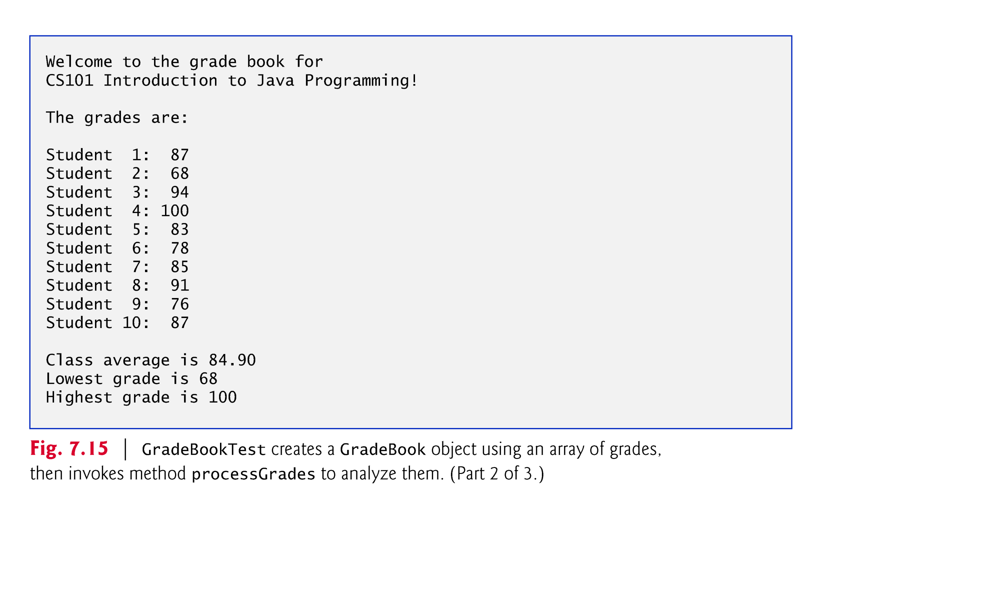 Welcome to the grade book for
CS101 Introduction to Java Programming!
The grades are:
Student  1:  87
Student  2:  68
Student  3:  94
Student  4: 100
Student  5:  83
Student  6:  78
Student  7:  85
Student  8:  91
Student  9:  76
Student 10:  87
Class average is 84.90
Lowest grade is 68
Highest grade is 100
Fig. 7.15 | GradeBookTest creates a GradeBook object using an array of grades,
then invokes method processGrades to analyze them. (Part 2 of 3.)